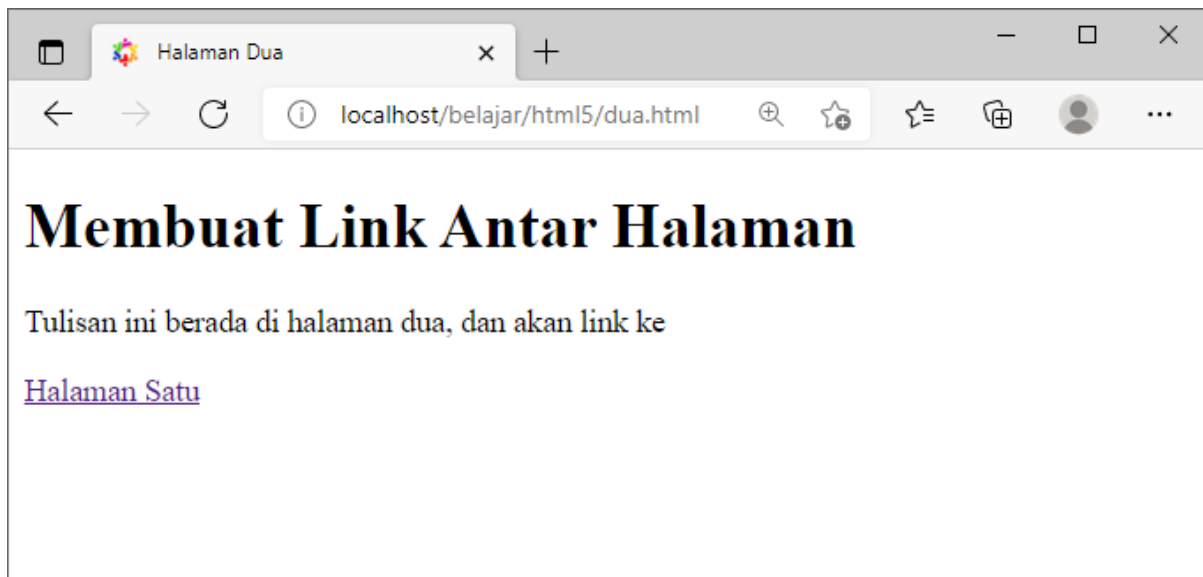 Halaman Dua
localhost/belajar/html5/dua.html
Membuat Link Antar Halaman
Tulisan ini berada di halaman dua, dan akan link ke
Halaman Satu